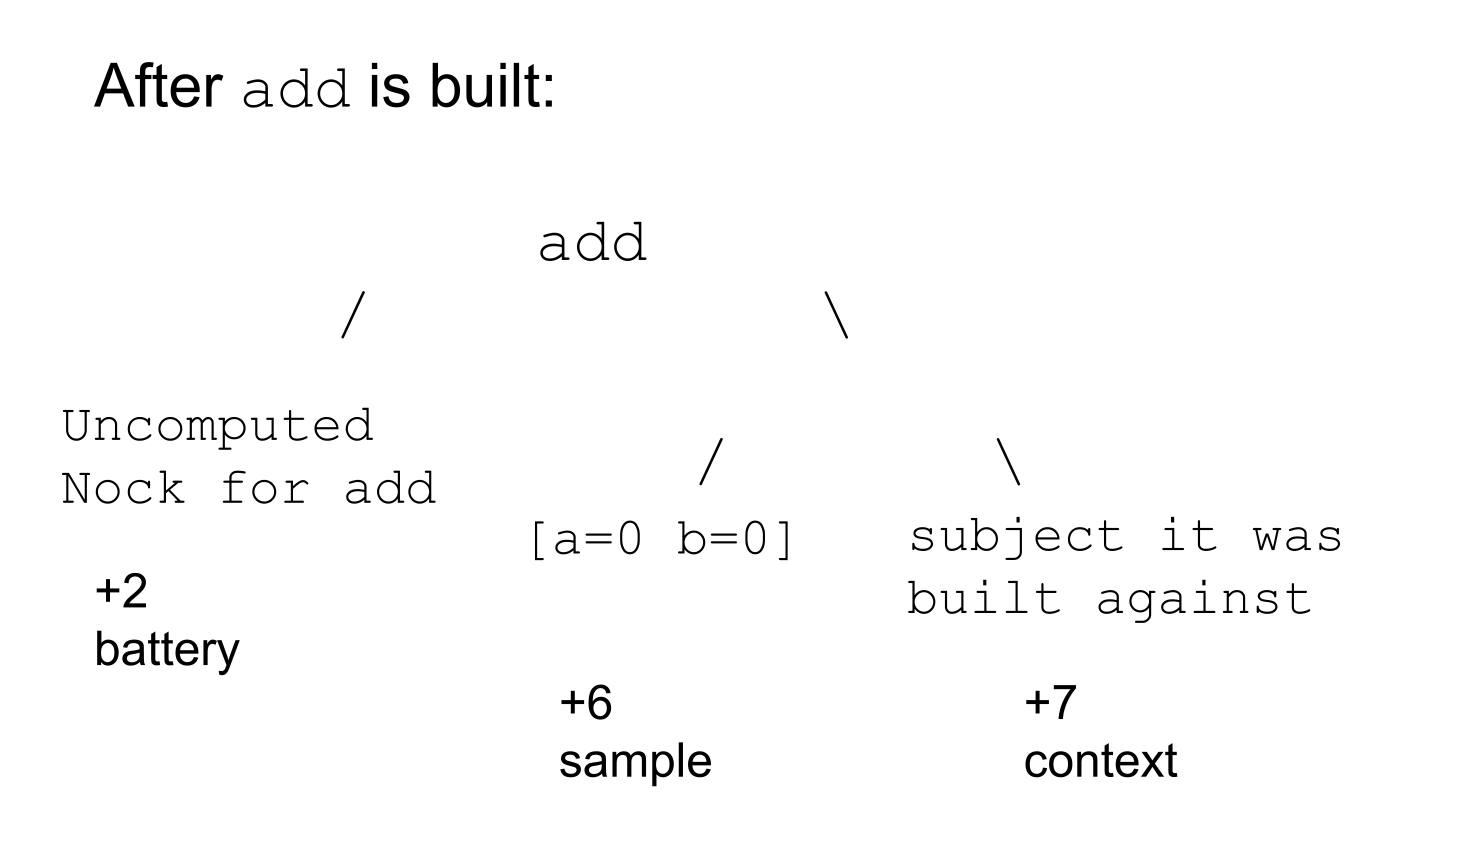 After add is built:
add
/ \
Uncomputed
Nock for add
/ \
[a=0 b=0]
subject it was
built against
+2
battery
+6
sample
+7
context